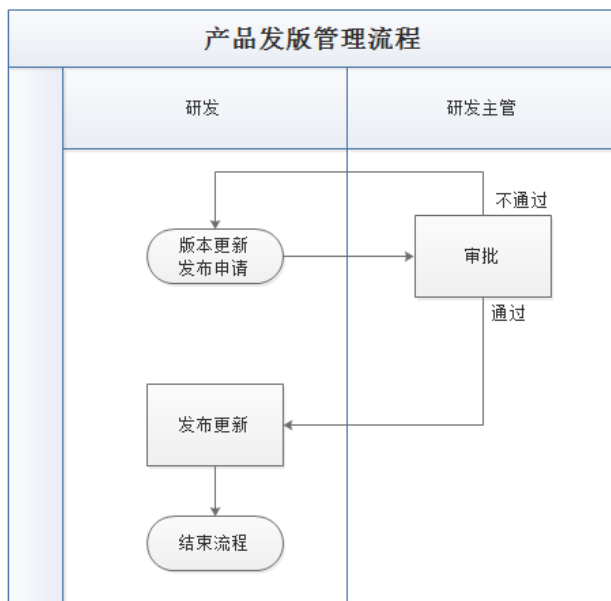 产品发版管理流程
研发
研发主管
不通过
版本更新
发布申请
审批
通过
发布更新
结束流程